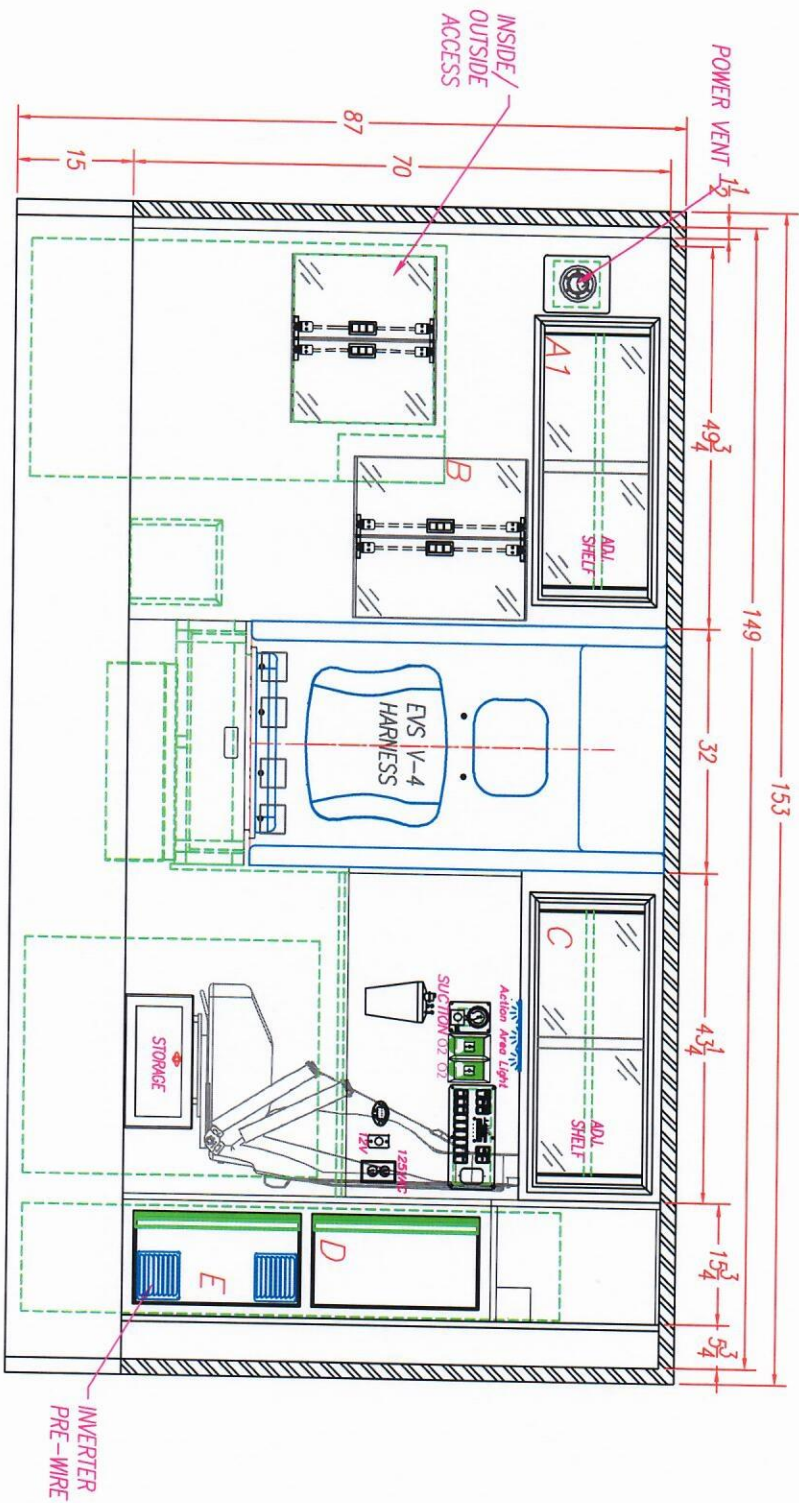 153
149
1 1/2
49 3/4
32
43 1/4
15 3/4
5 3/4
87
70
15
POWER VENT
INSIDE/
OUTSIDE
ACCESS
A1
ADJ.
SHELF
B
EVS V-4
HARNESS
C
ADJ.
SHELF
Action Area Light
SUCTION O2 O2
12V
125VAC
STORAGE
D
E
INVERTER
PRE-WIRE